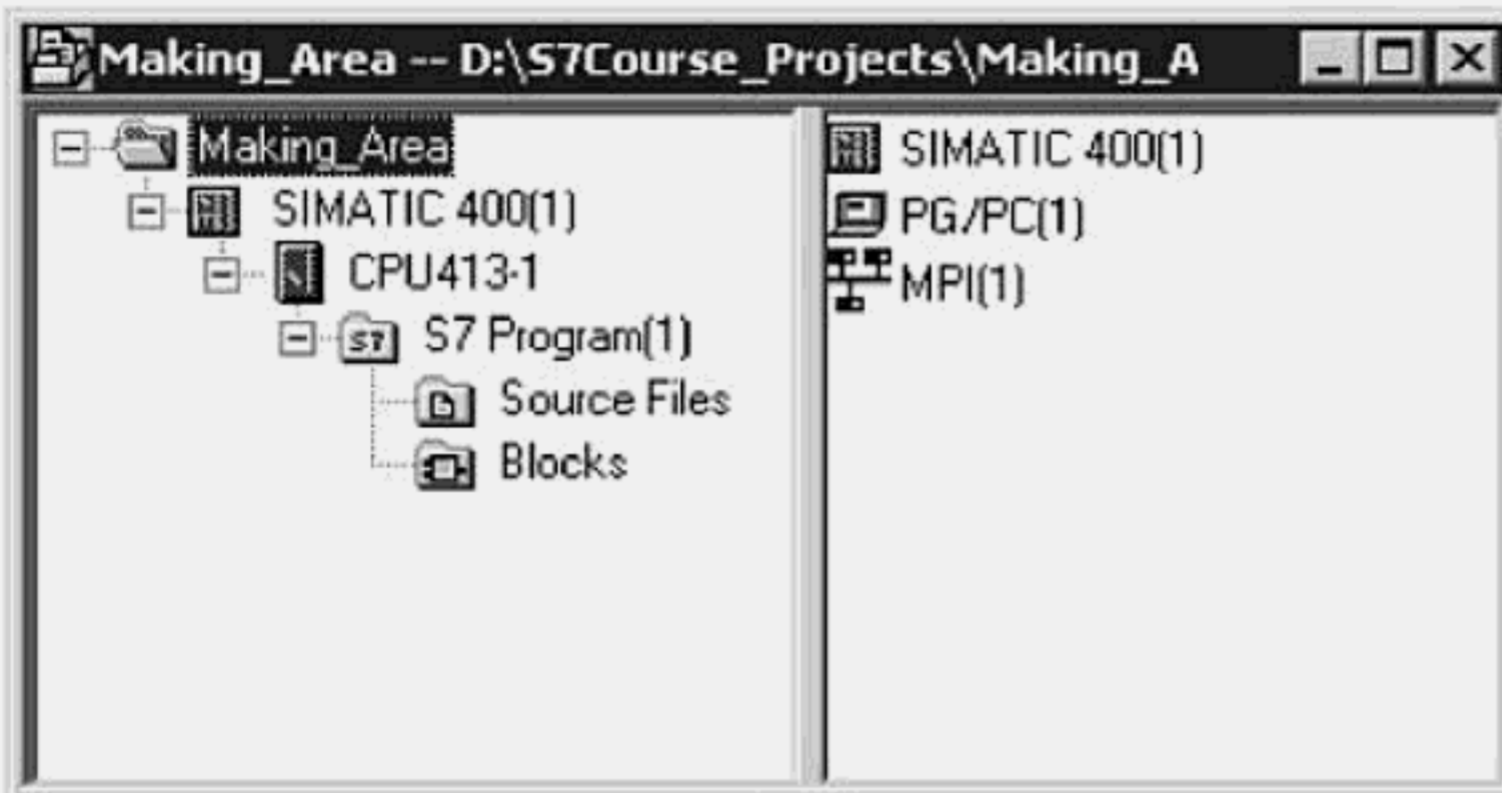 Making_Area -- D:\S7Course_Projects\Making_A
Making_Area
SIMATIC 400(1)
CPU413-1
S7 Program(1)
Source Files
Blocks
SIMATIC 400(1)
PG/PC(1)
MPI(1)